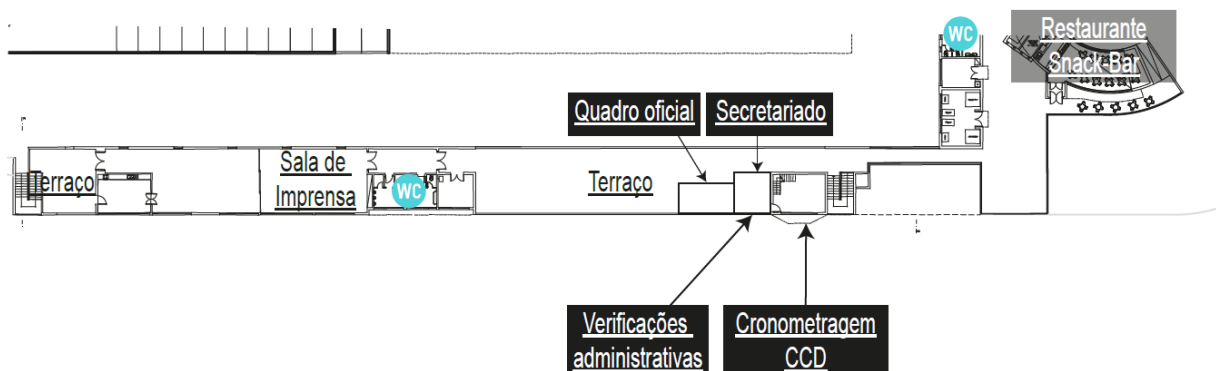 WC
Restaurante
Snack-Bar
Quadro oficial
Secretariado
Terraço
Sala de
Imprensa
WC
Terraço
Verificações
administrativas
Cronometragem
CCD